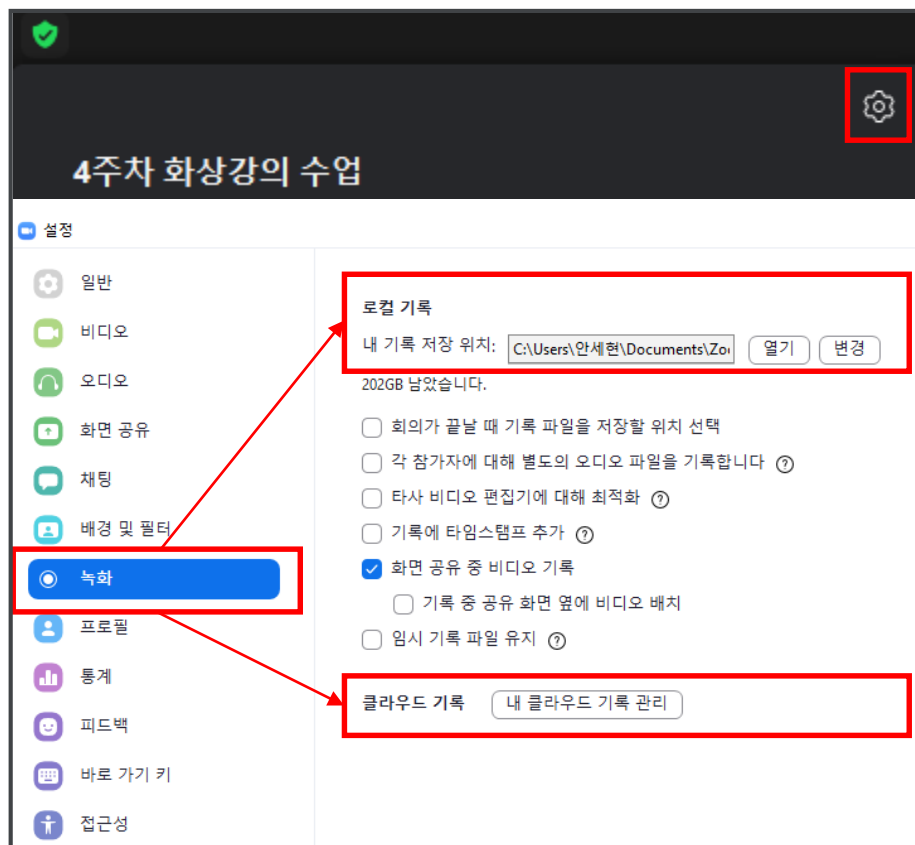 4주차 화상강의 수업
설정
일반
비디오
오디오
화면 공유
채팅
배경 및 필터
녹화
프로필
통계
피드백
바로 가기 키
접근성
로컬 기록
내 기록 저장 위치: C:\Users\안세현\Documents\Zoo 열기 변경
202GB 남았습니다.
회의가 끝날 때 기록 파일을 저장할 위치 선택
각 참가자에 대해 별도의 오디오 파일을 기록합니다 ?
타사 비디오 편집기에 대해 최적화 ?
기록에 타임스탬프 추가 ?
화면 공유 중 비디오 기록
기록 중 공유 화면 옆에 비디오 배치
임시 기록 파일 유지 ?
클라우드 기록 내 클라우드 기록 관리